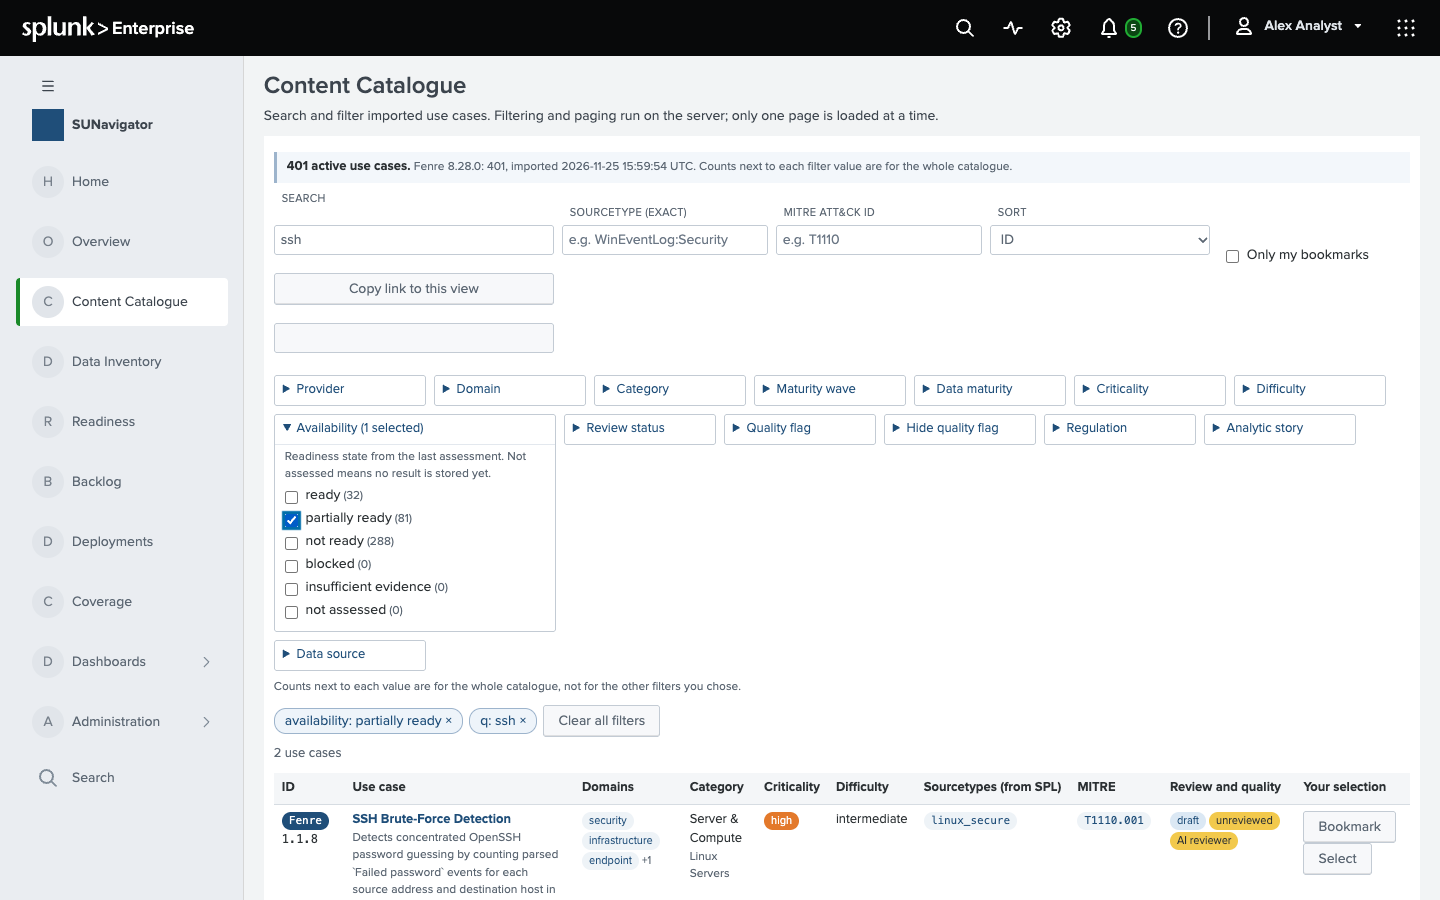 splunk>Enterprise
5
Alex Analyst
SUNavigator
H Home
O Overview
C Content Catalogue
D Data Inventory
R Readiness
B Backlog
D Deployments
C Coverage
D Dashboards
A Administration
Search
Content Catalogue
Search and filter imported use cases. Filtering and paging run on the server; only one page is loaded at a time.
401 active use cases. Fenre 8.28.0: 401, imported 2026-11-25 15:59:54 UTC. Counts next to each filter value are for the whole catalogue.
SEARCH
SOURCETYPE (EXACT) MITRE ATT&CK ID SORT
ssh e.g. WinEventLog:Security e.g. T1110 ID Only my bookmarks
Copy link to this view
Provider Domain Category Maturity wave Data maturity Criticality Difficulty
Availability (1 selected) Review status Quality flag Hide quality flag Regulation Analytic story
Readiness state from the last assessment. Not
assessed means no result is stored yet.
ready (32)
partially ready (81)
not ready (288)
blocked (0)
insufficient evidence (0)
not assessed (0)
Data source
Counts next to each value are for the whole catalogue, not for the other filters you chose.
availability: partially ready × q: ssh × Clear all filters
2 use cases
ID Use case Domains Category Criticality Difficulty Sourcetypes (from SPL) MITRE Review and quality Your selection
Fenre
1.1.8
SSH Brute-Force Detection
Detects concentrated OpenSSH
password guessing by counting parsed
`Failed password` events for each
source address and destination host in
security
infrastructure
endpoint +1
Server &
Compute
Linux
Servers
high
intermediate
linux_secure
T1110.001
draft unreviewed
AI reviewer
Bookmark
Select